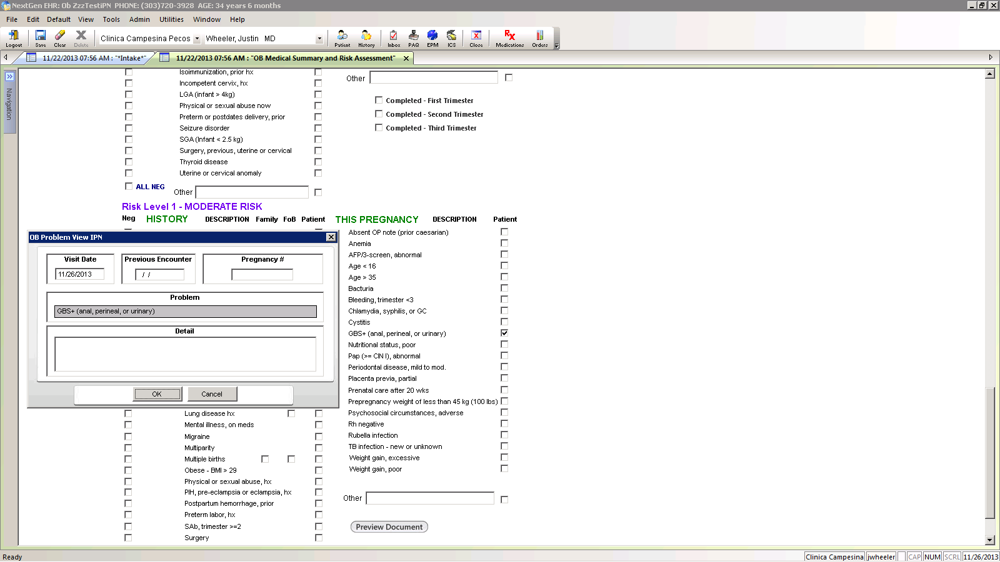 NextGen EHR: Ob ZzzTestiPN  PHONE: (303)720-3928  AGE: 34 years 6 months
File Edit Default View Tools Admin Utilities Window Help
Clinica Campesina Pecos Wheeler, Justin MD
Logout Save Clear Delete Patient History Inbox PAQ EPM ICS Close Medications Orders
11/22/2013 07:56 AM : "*Intake*" 11/22/2013 07:56 AM : "OB Medical Summary and Risk Assessment"
Navigation
Isoimmunization, prior hx
Incompetent cervix, hx
LGA (infant > 4kg)
Physical or sexual abuse now
Preterm or postdates delivery, prior
Seizure disorder
SGA (Infant < 2.5 kg)
Surgery, previous, uterine or cervical
Thyroid disease
Uterine or cervical anomaly
ALL NEG Other
Other
Completed - First Trimester
Completed - Second Trimester
Completed - Third Trimester
Risk Level 1 - MODERATE RISK
Neg HISTORY DESCRIPTION Family FoB Patient THIS PREGNANCY DESCRIPTION Patient
OB Problem View IPN
Visit Date Previous Encounter Pregnancy #
11/26/2013 / /
Problem
GBS+ (anal, perineal, or urinary)
Detail
OK Cancel
Lung disease hx
Mental illness, on meds
Migraine
Multiparity
Multiple births
Obese - BMI > 29
Physical or sexual abuse, hx
PIH, pre-eclampsia or eclampsia, hx
Postpartum hemorrhage, prior
Preterm labor, hx
SAb, trimester >=2
Surgery
Absent OP note (prior caesarian)
Anemia
AFP/3-screen, abnormal
Age < 16
Age > 35
Bacturia
Bleeding, trimester <3
Chlamydia, syphilis, or GC
Cystitis
GBS+ (anal, perineal, or urinary)
Nutritional status, poor
Pap (>= CIN I), abnormal
Periodontal disease, mild to mod.
Placenta previa, partial
Prenatal care after 20 wks
Prepregnancy weight of less than 45 kg (100 lbs)
Psychosocial circumstances, adverse
Rh negative
Rubella infection
TB infection - new or unknown
Weight gain, excessive
Weight gain, poor
Other
Preview Document
Ready Clinica Campesina jwheeler CAP NUM SCRL 11/26/2013